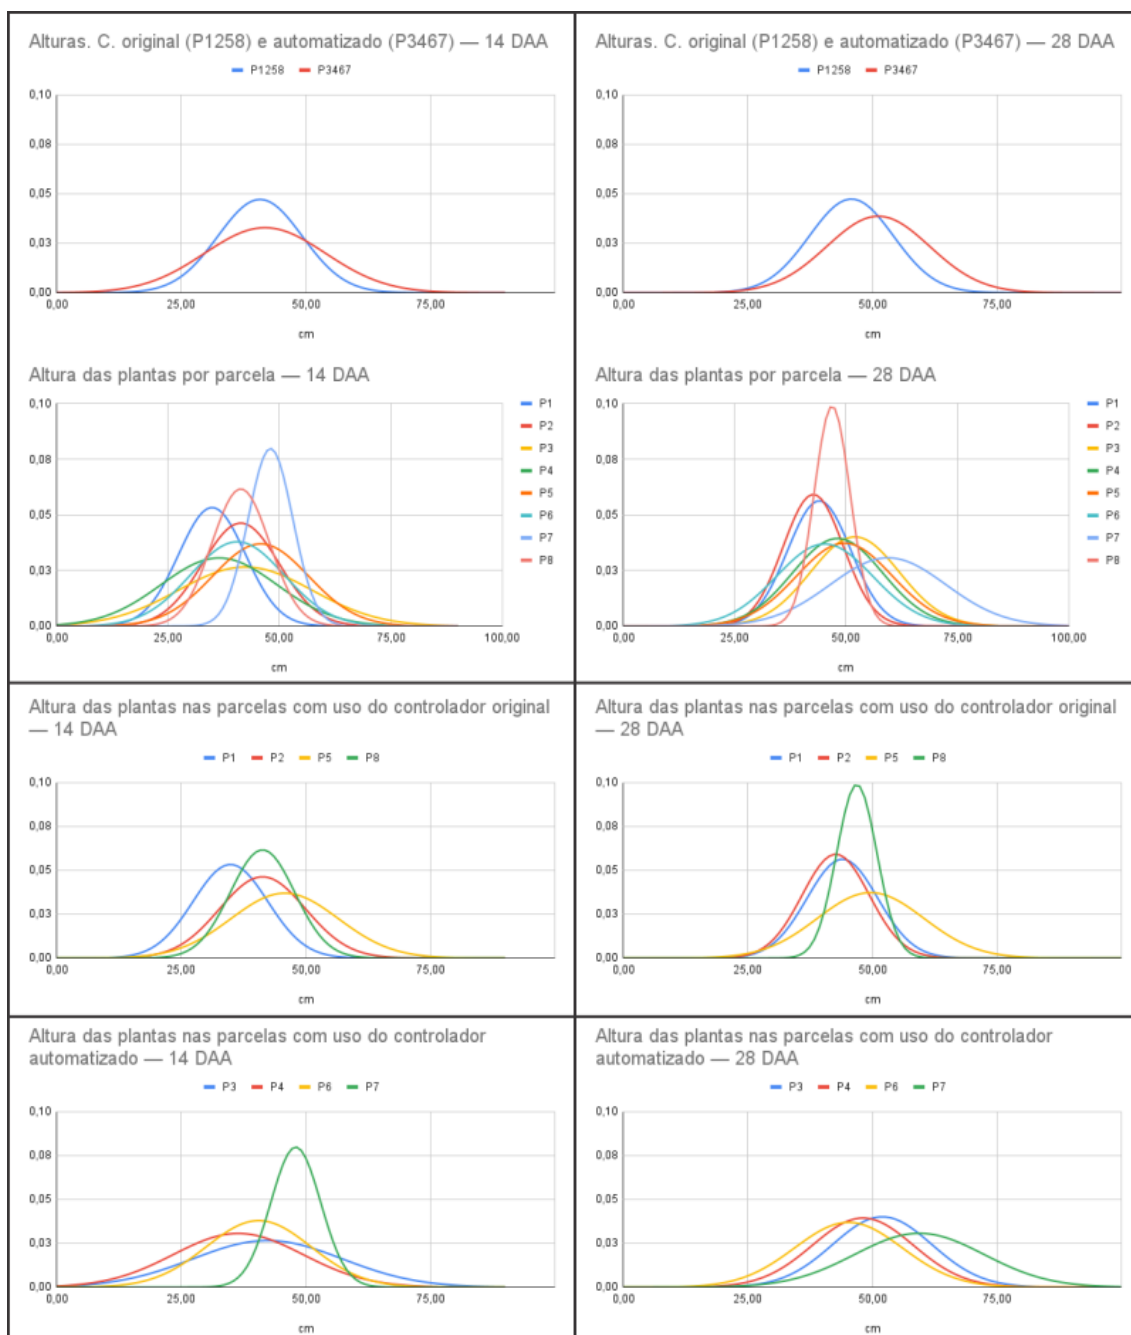 Alturas. C. original (P1258) e automatizado (P3467) — 14 DAA
P1258 P3467
0,10
0,08
0,05
0,03
0,00
0,00 25,00 50,00 75,00
cm
Alturas. C. original (P1258) e automatizado (P3467) — 28 DAA
P1258 P3467
0,10
0,08
0,05
0,03
0,00
0,00 25,00 50,00 75,00
cm
Altura das plantas por parcela — 14 DAA
0,10
0,08
0,05
0,03
0,00
0,00 25,00 50,00 75,00 100,00
cm
P1
P2
P3
P4
P5
P6
P7
P8
Altura das plantas por parcela — 28 DAA
0,10
0,08
0,05
0,03
0,00
0,00 25,00 50,00 75,00 100,00
cm
P1
P2
P3
P4
P5
P6
P7
P8
Altura das plantas nas parcelas com uso do controlador original
— 14 DAA
P1 P2 P5 P8
0,10
0,08
0,05
0,03
0,00
0,00 25,00 50,00 75,00
cm
Altura das plantas nas parcelas com uso do controlador original
— 28 DAA
P1 P2 P5 P8
0,10
0,08
0,05
0,03
0,00
0,00 25,00 50,00 75,00
cm
Altura das plantas nas parcelas com uso do controlador
automatizado — 14 DAA
P3 P4 P6 P7
0,10
0,08
0,05
0,03
0,00
0,00 25,00 50,00 75,00
cm
Altura das plantas nas parcelas com uso do controlador
automatizado — 28 DAA
P3 P4 P6 P7
0,10
0,08
0,05
0,03
0,00
0,00 25,00 50,00 75,00
cm